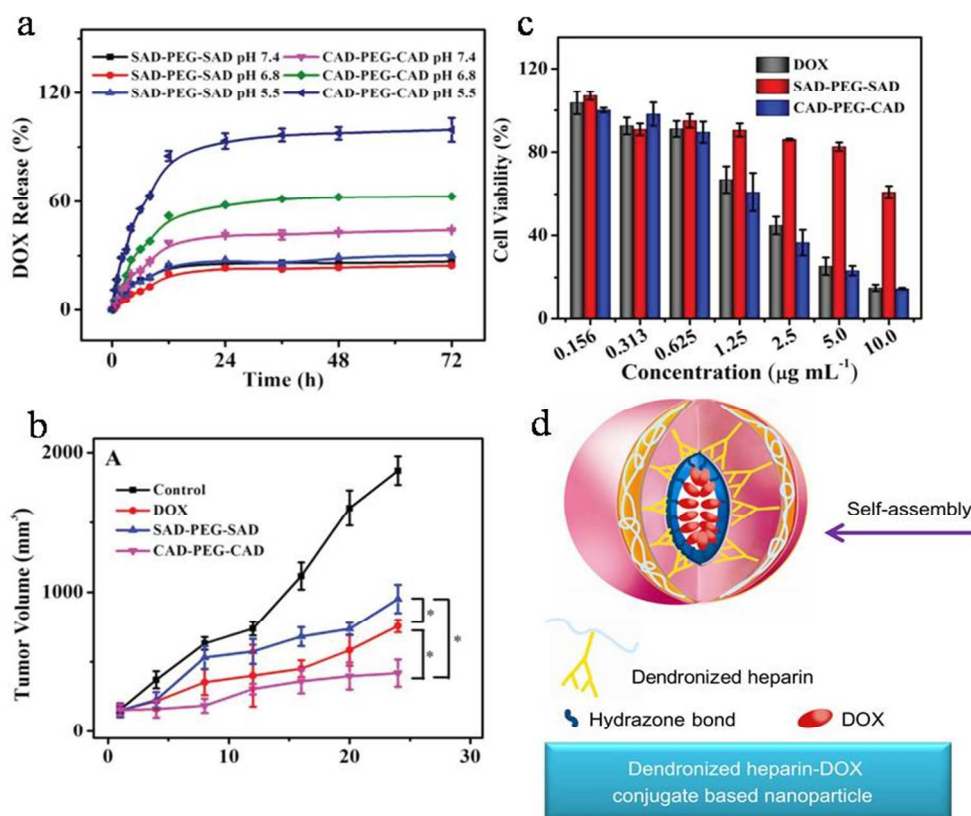 a
SAD-PEG-SAD pH 7.4
SAD-PEG-SAD pH 6.8
SAD-PEG-SAD pH 5.5
CAD-PEG-CAD pH 7.4
CAD-PEG-CAD pH 6.8
CAD-PEG-CAD pH 5.5
120
60
0
DOX Release (%)
0 24 48 72
Time (h)
c
DOX
SAD-PEG-SAD
CAD-PEG-CAD
120
80
40
0
Cell Viability (%)
0.156 0.313 0.625 1.25 2.5 5.0 10.0
Concentration (μg mL⁻¹)
b
A
Control
DOX
SAD-PEG-SAD
CAD-PEG-CAD
2000
1000
0
Tumor Volume (mm³)
*
*
*
0 10 20 30
d
Self-assembly
Dendronized heparin
Hydrazone bond
DOX
Dendronized heparin-DOX
conjugate based nanoparticle